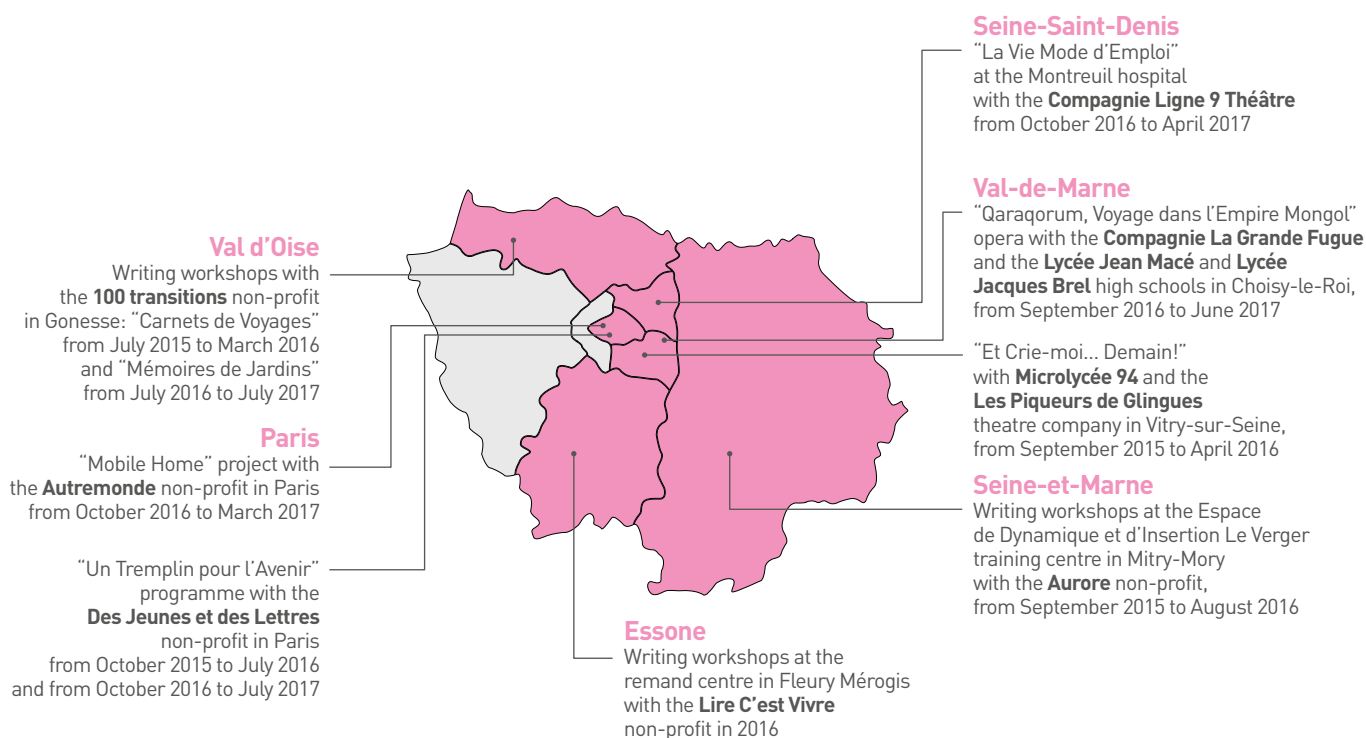 Seine-Saint-Denis
“La Vie Mode d’Emploi”
at the Montreuil hospital
with the Compagnie Ligne 9 Théâtre
from October 2016 to April 2017
Val-de-Marne
“Qaraqorum, Voyage dans l’Empire Mongol”
opera with the Compagnie La Grande Fugue
and the Lycée Jean Macé and Lycée
Jacques Brel high schools in Choisy-le-Roi,
from September 2016 to June 2017
“Et Crie-moi... Demain!”
with Microlycée 94 and the
Les Piqueurs de Glingues
theatre company in Vitry-sur-Seine,
from September 2015 to April 2016
Seine-et-Marne
Writing workshops at the Espace
de Dynamique et d’Insertion Le Verger
training centre in Mitry-Mory
with the Aurore non-profit,
from September 2015 to August 2016
Val d’Oise
Writing workshops with
the 100 transitions non-profit
in Gonesse: “Carnets de Voyages”
from July 2015 to March 2016
and “Mémoires de Jardins”
from July 2016 to July 2017
Paris
“Mobile Home” project with
the Autremonde non-profit in Paris
from October 2016 to March 2017
“Un Tremplin pour l’Avenir”
programme with the
Des Jeunes et des Lettres
non-profit in Paris
from October 2015 to July 2016
and from October 2016 to July 2017
Essone
Writing workshops at the
remand centre in Fleury Mérogis
with the Lire C’est Vivre
non-profit in 2016